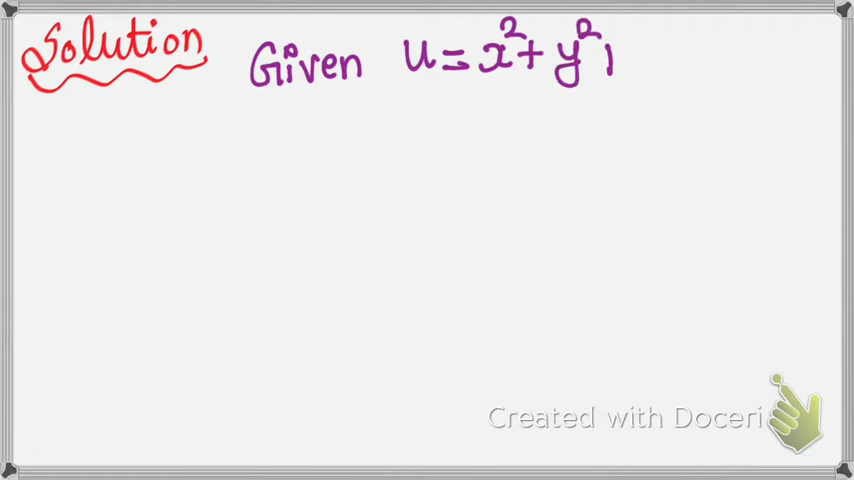 Solution Given u = x² + y²
Created with Doceri